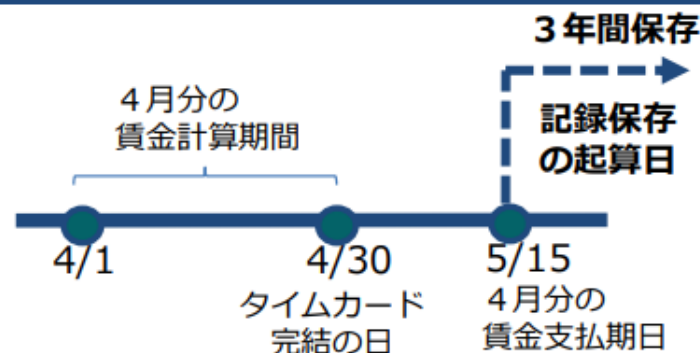 ３年間保存
４月分の
賃金計算期間
記録保存
の起算日
4/1
4/30
5/15
タイムカード
完結の日
４月分の
賃金支払期日